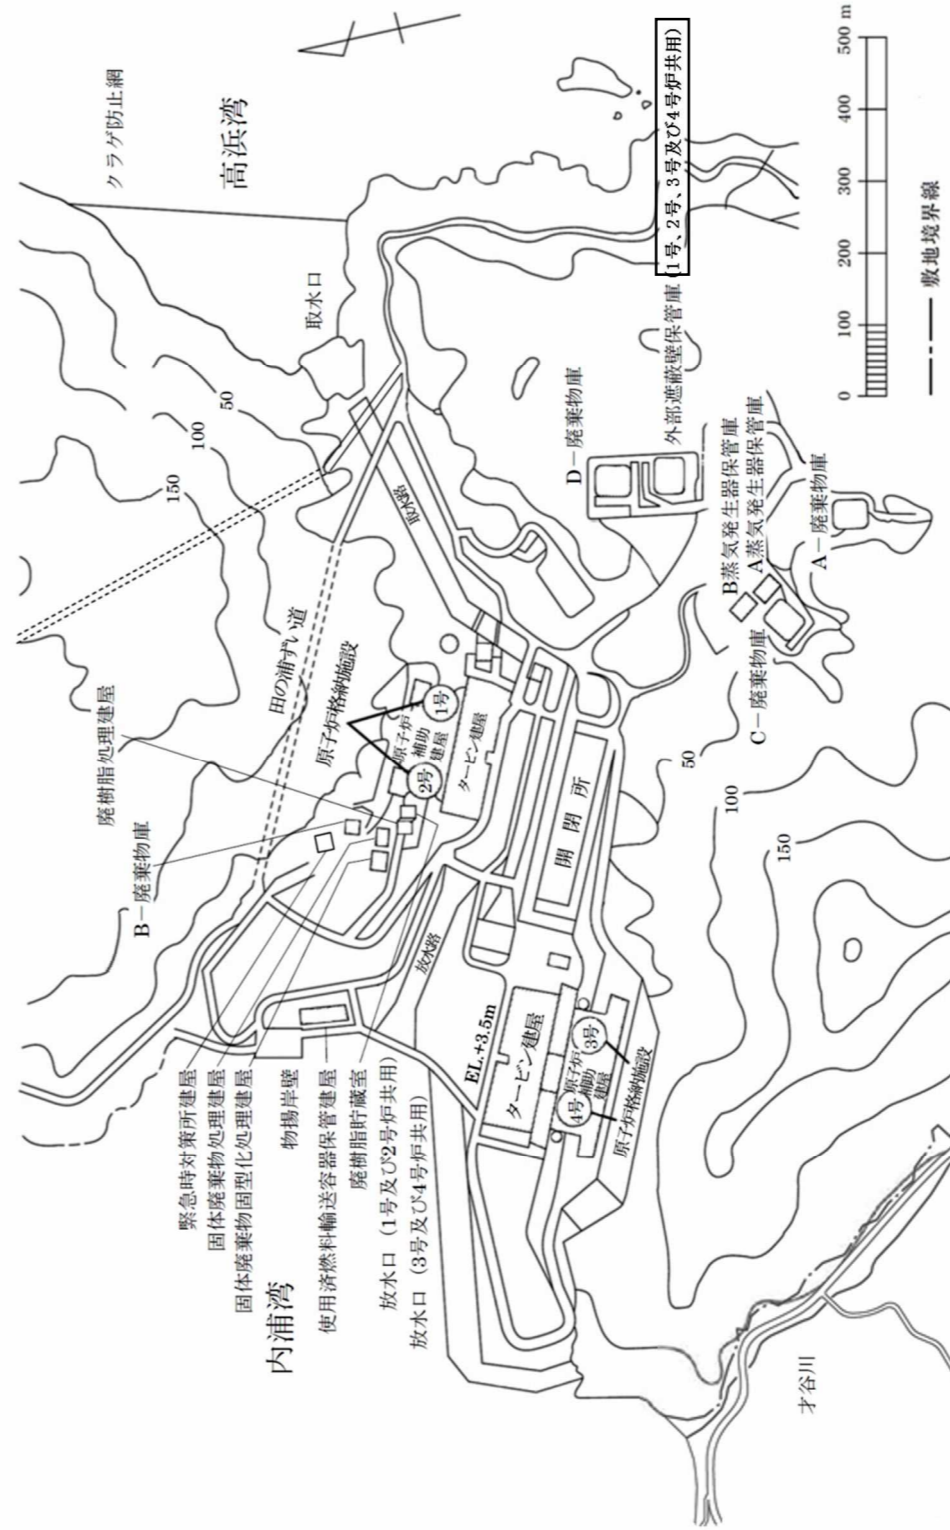 クラゲ防止網
高浜湾
取水口
50
100
150
取水路
田の浦ずい道
原子炉格納施設
廃樹脂処理建屋
B−廃棄物庫
1号
原子炉
補助
建屋
2号
タービン建屋
開閉所
放水路
緊急時対策所建屋
固体廃棄物処理建屋
固体廃棄物固型化処理建屋
物揚岸壁
使用済燃料輸送容器保管建屋
廃樹脂貯蔵室
放水口(1号及び2号炉共用)
放水口(3号及び4号炉共用)
内浦湾
EL.+3.5m
タービン建屋
3号
原子炉
補助
建屋
4号
原子炉格納施設
D−廃棄物庫
外部遮蔽壁保管庫(1号、2号、3号及び4号炉共用)
B蒸気発生器保管庫
A蒸気発生器保管庫
A−廃棄物庫
C−廃棄物庫
50
100
150
才谷川
0 100 200 300 400 500 m
敷地境界線